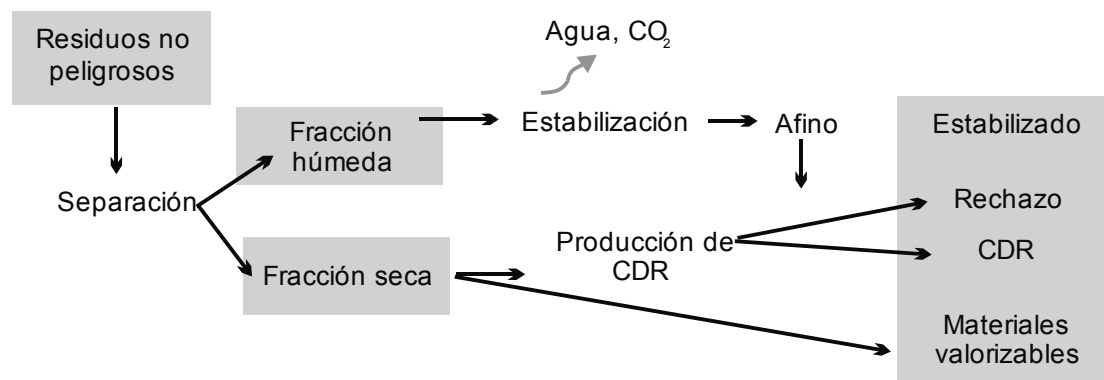 Residuos no
peligrosos
Agua, CO₂
Fracción
húmeda
Estabilización
Afino
Estabilizado
Separación
Rechazo
Producción de
CDR
CDR
Fracción seca
Materiales
valorizables